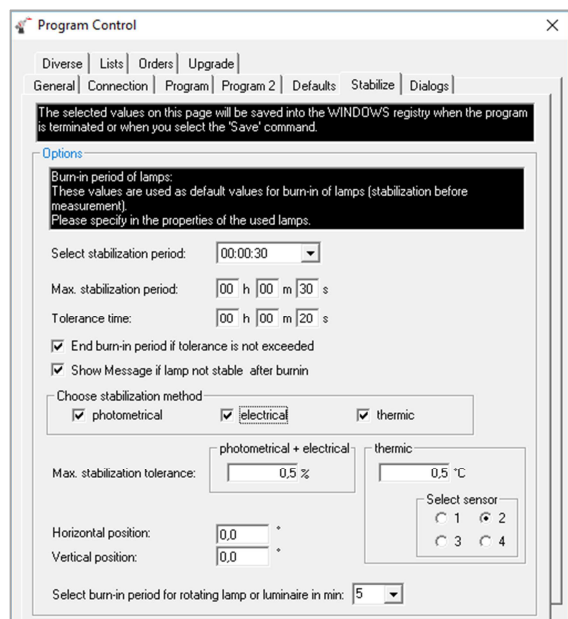 Program Control
Diverse Lists Orders Upgrade
General Connection Program Program 2 Defaults Stabilize Dialogs
The selected values on this page will be saved into the WINDOWS registry when the program
is terminated or when you select the 'Save' command.
Options
Burn-in period of lamps:
These values are used as default values for burn-in of lamps (stabilization before
measurement).
Please specify in the properties of the used lamps.
Select stabilization period: 00:00:30
Max. stabilization period: 00 h 00 m 30 s
Tolerance time: 00 h 00 m 20 s
End burn-in period if tolerance is not exceeded
Show Message if lamp not stable after burnin
Choose stabilization method
photometrical electrical thermic
photometrical + electrical thermic
Max. stabilization tolerance: 0,5 % 0,5 °C
Select sensor
1 2
3 4
Horizontal position: 0,0 °
Vertical position: 0,0 °
Select burn-in period for rotating lamp or luminaire in min: 5